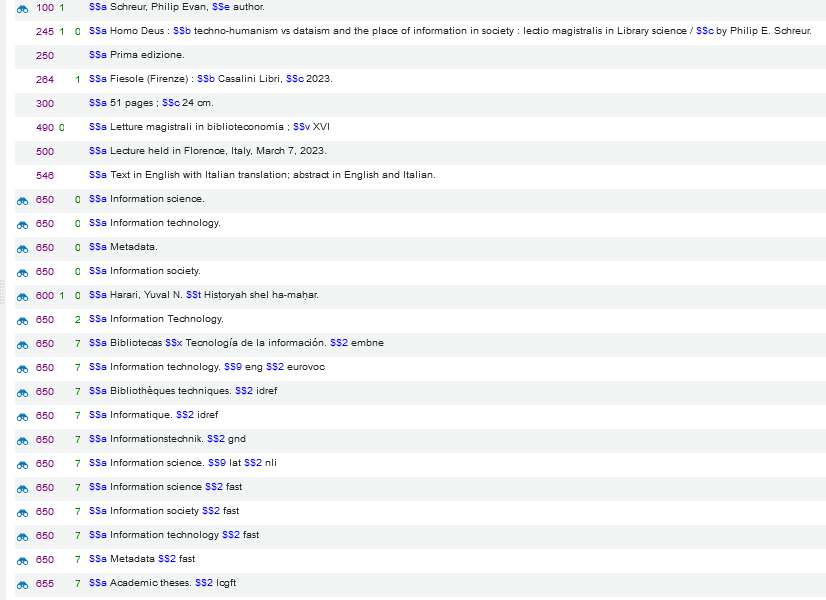 100 1 $$a Schreur, Philip Evan, $$e author.
245 1 0 $$a Homo Deus : $$b techno-humanism vs dataism and the place of information in society : lectio magistralis in Library science / $$c by Philip E. Schreur.
250 $$a Prima edizione.
264 1 $$a Fiesole (Firenze) : $$b Casalini Libri, $$c 2023.
300 $$a 51 pages ; $$c 24 cm.
490 0 $$a Letture magistrali in biblioteconomia ; $$v XVI
500 $$a Lecture held in Florence, Italy, March 7, 2023.
546 $$a Text in English with Italian translation; abstract in English and Italian.
650 0 $$a Information science.
650 0 $$a Information technology.
650 0 $$a Metadata.
650 0 $$a Information society.
600 1 0 $$a Harari, Yuval N. $$t Hisṭoryah shel ha-maḥar.
650 2 $$a Information Technology.
650 7 $$a Bibliotecas $$x Tecnología de la información. $$2 embne
650 7 $$a Information technology. $$9 eng $$2 eurovoc
650 7 $$a Bibliothèques techniques. $$2 idref
650 7 $$a Informatique. $$2 idref
650 7 $$a Informationstechnik. $$2 gnd
650 7 $$a Information science. $$9 lat $$2 nli
650 7 $$a Information science $$2 fast
650 7 $$a Information society $$2 fast
650 7 $$a Information technology $$2 fast
650 7 $$a Metadata $$2 fast
655 7 $$a Academic theses. $$2 lcgft